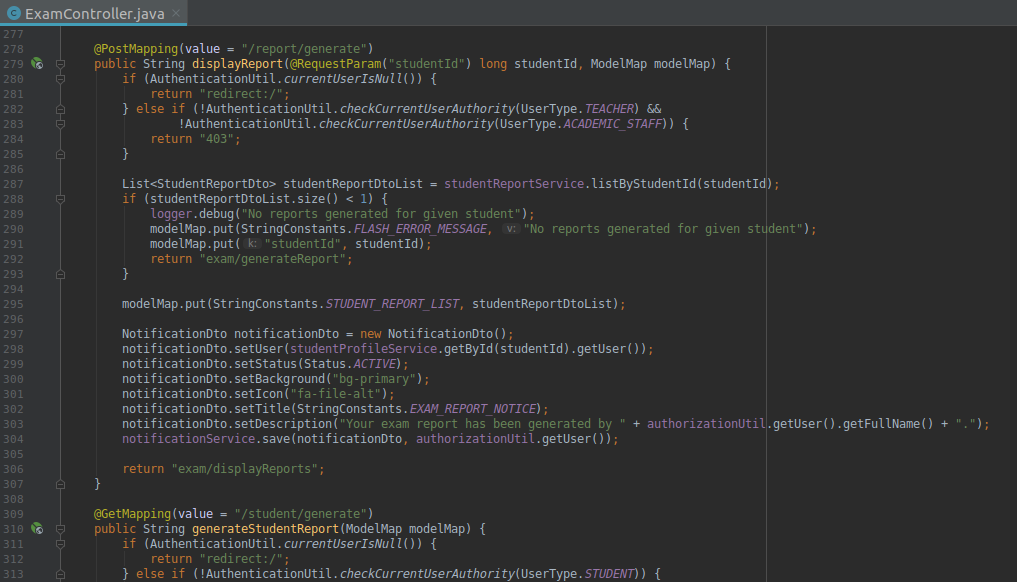 C ExamController.java ×
277
278 @PostMapping(value = "/report/generate")
279 public String displayReport(@RequestParam("studentId") long studentId, ModelMap modelMap) {
280 if (AuthenticationUtil.currentUserIsNull()) {
281 return "redirect:/";
282 } else if (!AuthenticationUtil.checkCurrentUserAuthority(UserType.TEACHER) &&
283 !AuthenticationUtil.checkCurrentUserAuthority(UserType.ACADEMIC_STAFF)) {
284 return "403";
285 }
286
287 List<StudentReportDto> studentReportDtoList = studentReportService.listByStudentId(studentId);
288 if (studentReportDtoList.size() < 1) {
289 logger.debug("No reports generated for given student");
290 modelMap.put(StringConstants.FLASH_ERROR_MESSAGE, v: "No reports generated for given student");
291 modelMap.put( k: "studentId", studentId);
292 return "exam/generateReport";
293 }
294
295 modelMap.put(StringConstants.STUDENT_REPORT_LIST, studentReportDtoList);
296
297 NotificationDto notificationDto = new NotificationDto();
298 notificationDto.setUser(studentProfileService.getById(studentId).getUser());
299 notificationDto.setStatus(Status.ACTIVE);
300 notificationDto.setBackground("bg-primary");
301 notificationDto.setIcon("fa-file-alt");
302 notificationDto.setTitle(StringConstants.EXAM_REPORT_NOTICE);
303 notificationDto.setDescription("Your exam report has been generated by " + authorizationUtil.getUser().getFullName() + ".");
304 notificationService.save(notificationDto, authorizationUtil.getUser());
305
306 return "exam/displayReports";
307 }
308
309 @GetMapping(value = "/student/generate")
310 public String generateStudentReport(ModelMap modelMap) {
311 if (AuthenticationUtil.currentUserIsNull()) {
312 return "redirect:/";
313 } else if (!AuthenticationUtil.checkCurrentUserAuthority(UserType.STUDENT)) {